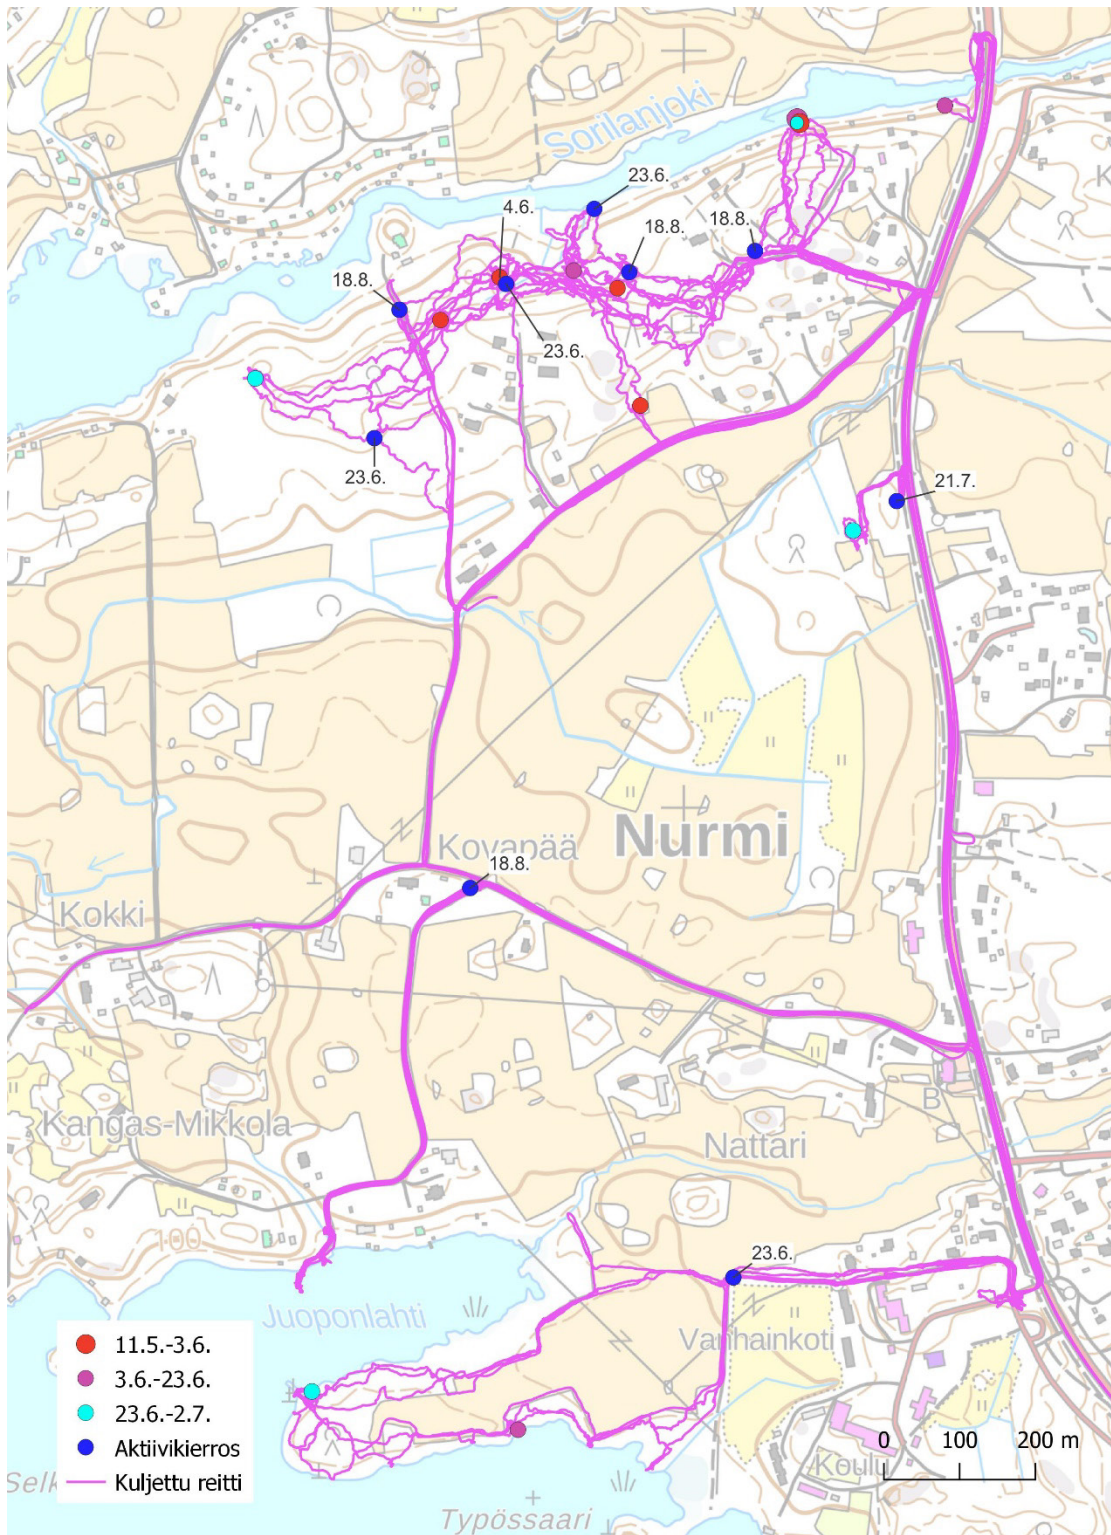 Sorilanjoki
K
23.6.
4.6.
18.8.
18.8.
18.8.
23.6.
23.6.
21.7.
Nurmi
Kovapää
18.8.
Kokki
Kangas-Mikkola
B
Nattari
100
23.6.
Juoponlahti
Vanhainkoti
11.5.-3.6.
3.6.-23.6.
23.6.-2.7.
Aktiivikierros
Kuljettu reitti
0 100 200 m
Koulu
Selk
Typössaari